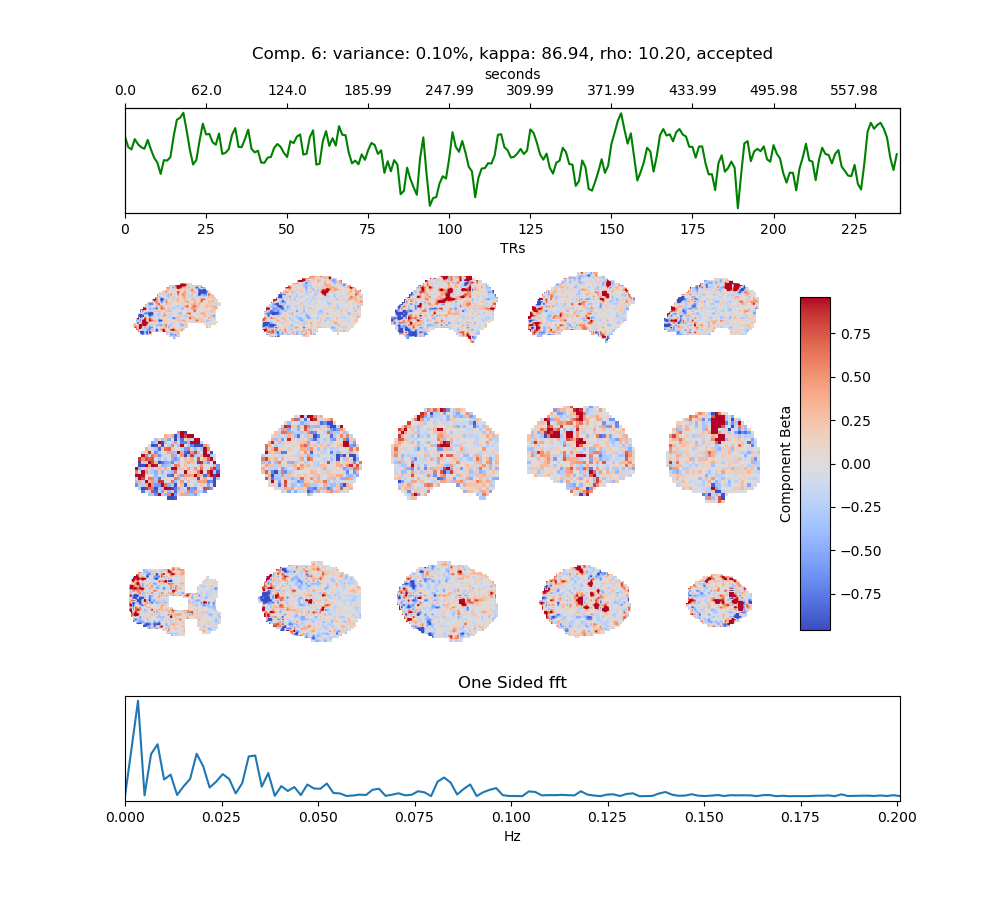 Comp. 6: variance: 0.10%, kappa: 86.94, rho: 10.20, accepted
seconds
0.0 62.0 124.0 185.99 247.99 309.99 371.99 433.99 495.98 557.98
0 25 50 75 100 125 150 175 200 225
TRs
0.75
0.50
0.25
0.00
−0.25
−0.50
−0.75
Component Beta
One Sided fft
0.000 0.025 0.050 0.075 0.100 0.125 0.150 0.175 0.200
Hz